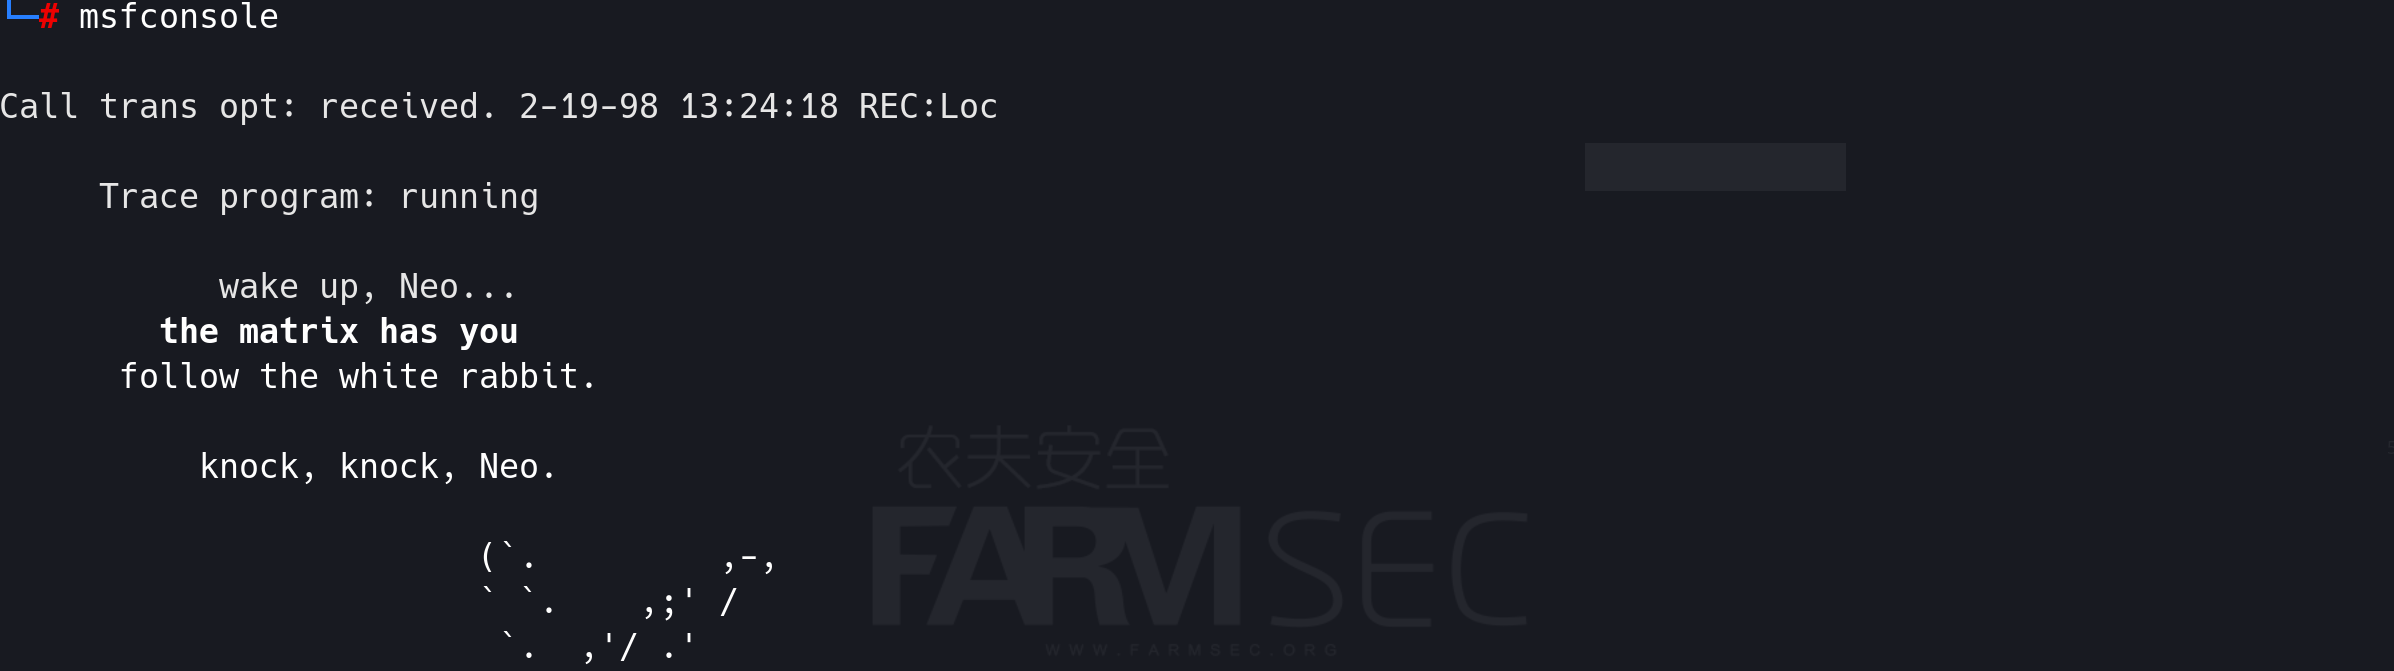 └─# msfconsole
Call trans opt: received. 2-19-98 13:24:18 REC:Loc
Trace program: running
wake up, Neo...
the matrix has you
follow the white rabbit.
knock, knock, Neo.
(`.         ,-,
` `.    ,;' /
`.  ,'/ .'
农夫安全
FARMSEC
WWW.FARMSEC.ORG